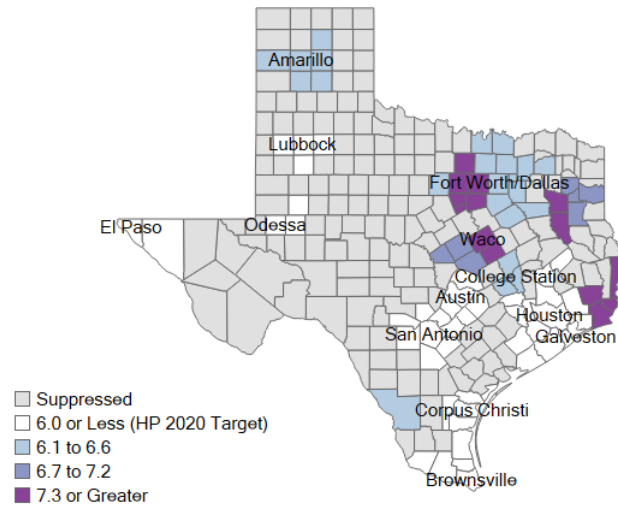 Amarillo
Lubbock
Fort Worth/Dallas
El Paso
Odessa
Waco
College Station
Austin
Houston
San Antonio
Galveston
Corpus Christi
Brownsville
Suppressed
6.0 or Less (HP 2020 Target)
6.1 to 6.6
6.7 to 7.2
7.3 or Greater